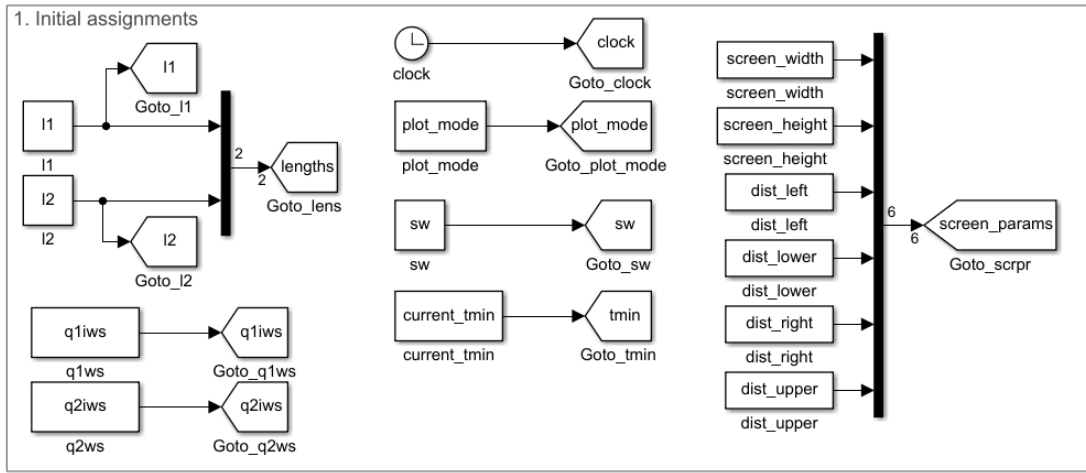 1. Initial assignments
l1
Goto_l1
l1
l1
l2
l2
l2
Goto_l2
2
2
lengths
Goto_lens
q1iws
q1ws
q1iws
Goto_q1ws
q2iws
q2ws
q2iws
Goto_q2ws
clock
clock
Goto_clock
plot_mode
plot_mode
plot_mode
Goto_plot_mode
sw
sw
sw
Goto_sw
current_tmin
current_tmin
tmin
Goto_tmin
screen_width
screen_width
screen_height
screen_height
dist_left
dist_left
dist_lower
dist_lower
dist_right
dist_right
dist_upper
dist_upper
6
6
screen_params
Goto_scrpr